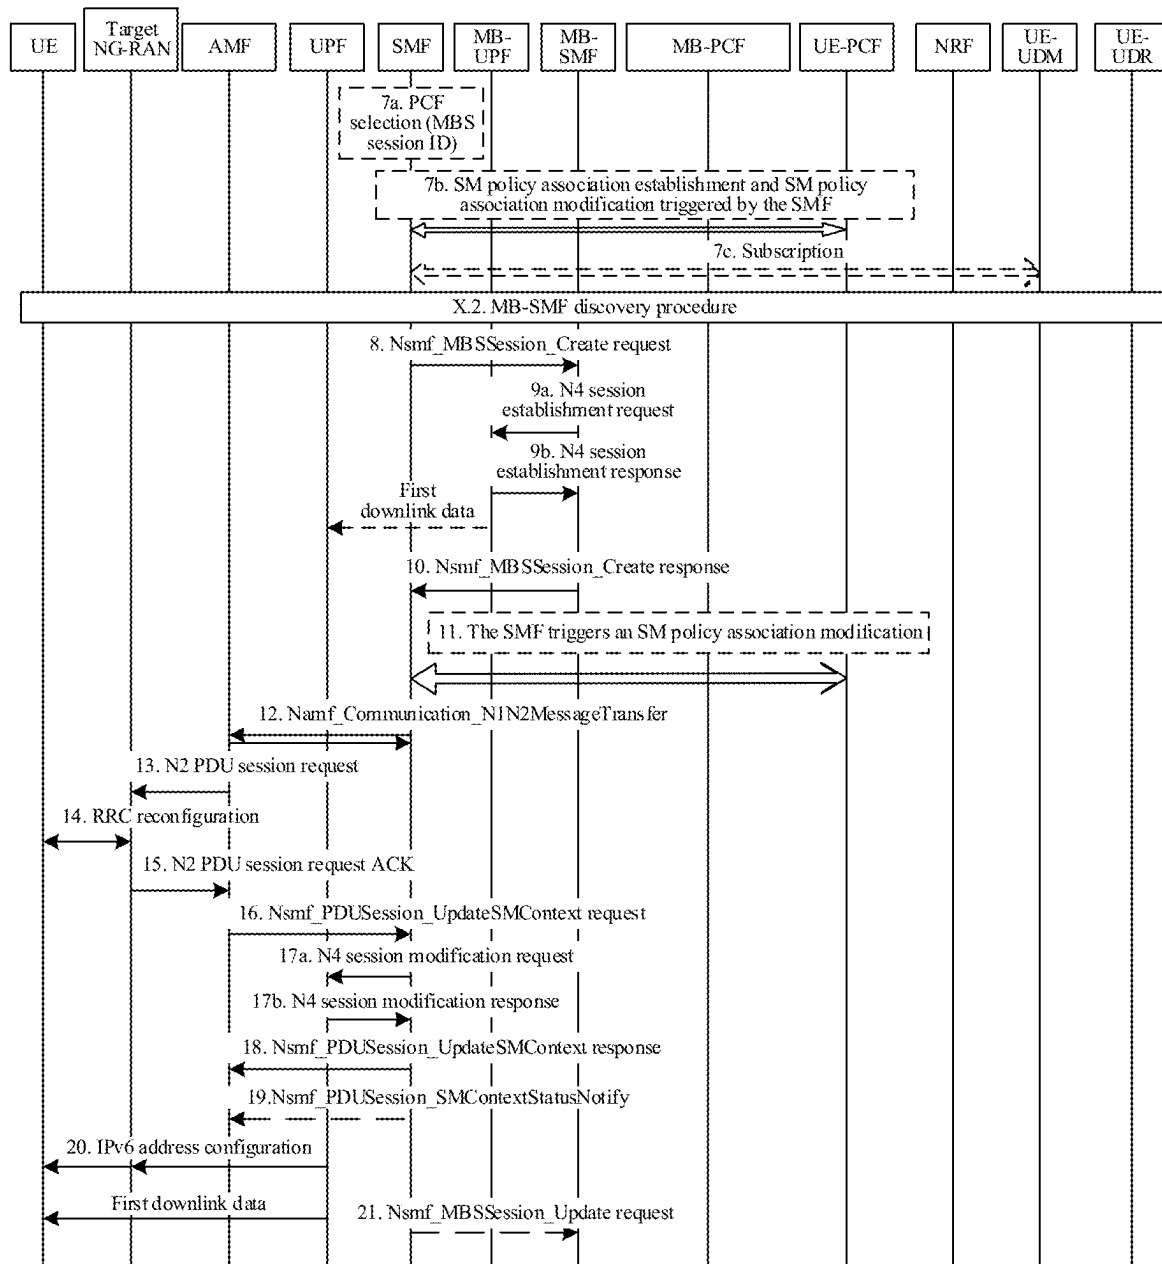 UE
Target
NG-RAN
AMF
UPF
SMF
MB-
UPF
MB-
SMF
MB-PCF
UE-PCF
NRF
UE-
UDM
UE-
UDR
7a. PCF
selection (MBS
session ID)
7b. SM policy association establishment and SM policy
association modification triggered by the SMF
7c. Subscription
X.2. MB-SMF discovery procedure
8. Nsmf_MBSSession_Create request
9a. N4 session
establishment request
9b. N4 session
establishment response
First
downlink data
10. Nsmf_MBSSession_Create response
11. The SMF triggers an SM policy association modification
12. Namf_Communication_N1N2MessageTransfer
13. N2 PDU session request
14. RRC reconfiguration
15. N2 PDU session request ACK
16. Nsmf_PDUSession_UpdateSMContext request
17a. N4 session modification request
17b. N4 session modification response
18. Nsmf_PDUSession_UpdateSMContext response
19.Nsmf_PDUSession_SMContextStatusNotify
20. IPv6 address configuration
First downlink data
21. Nsmf_MBSSession_Update request